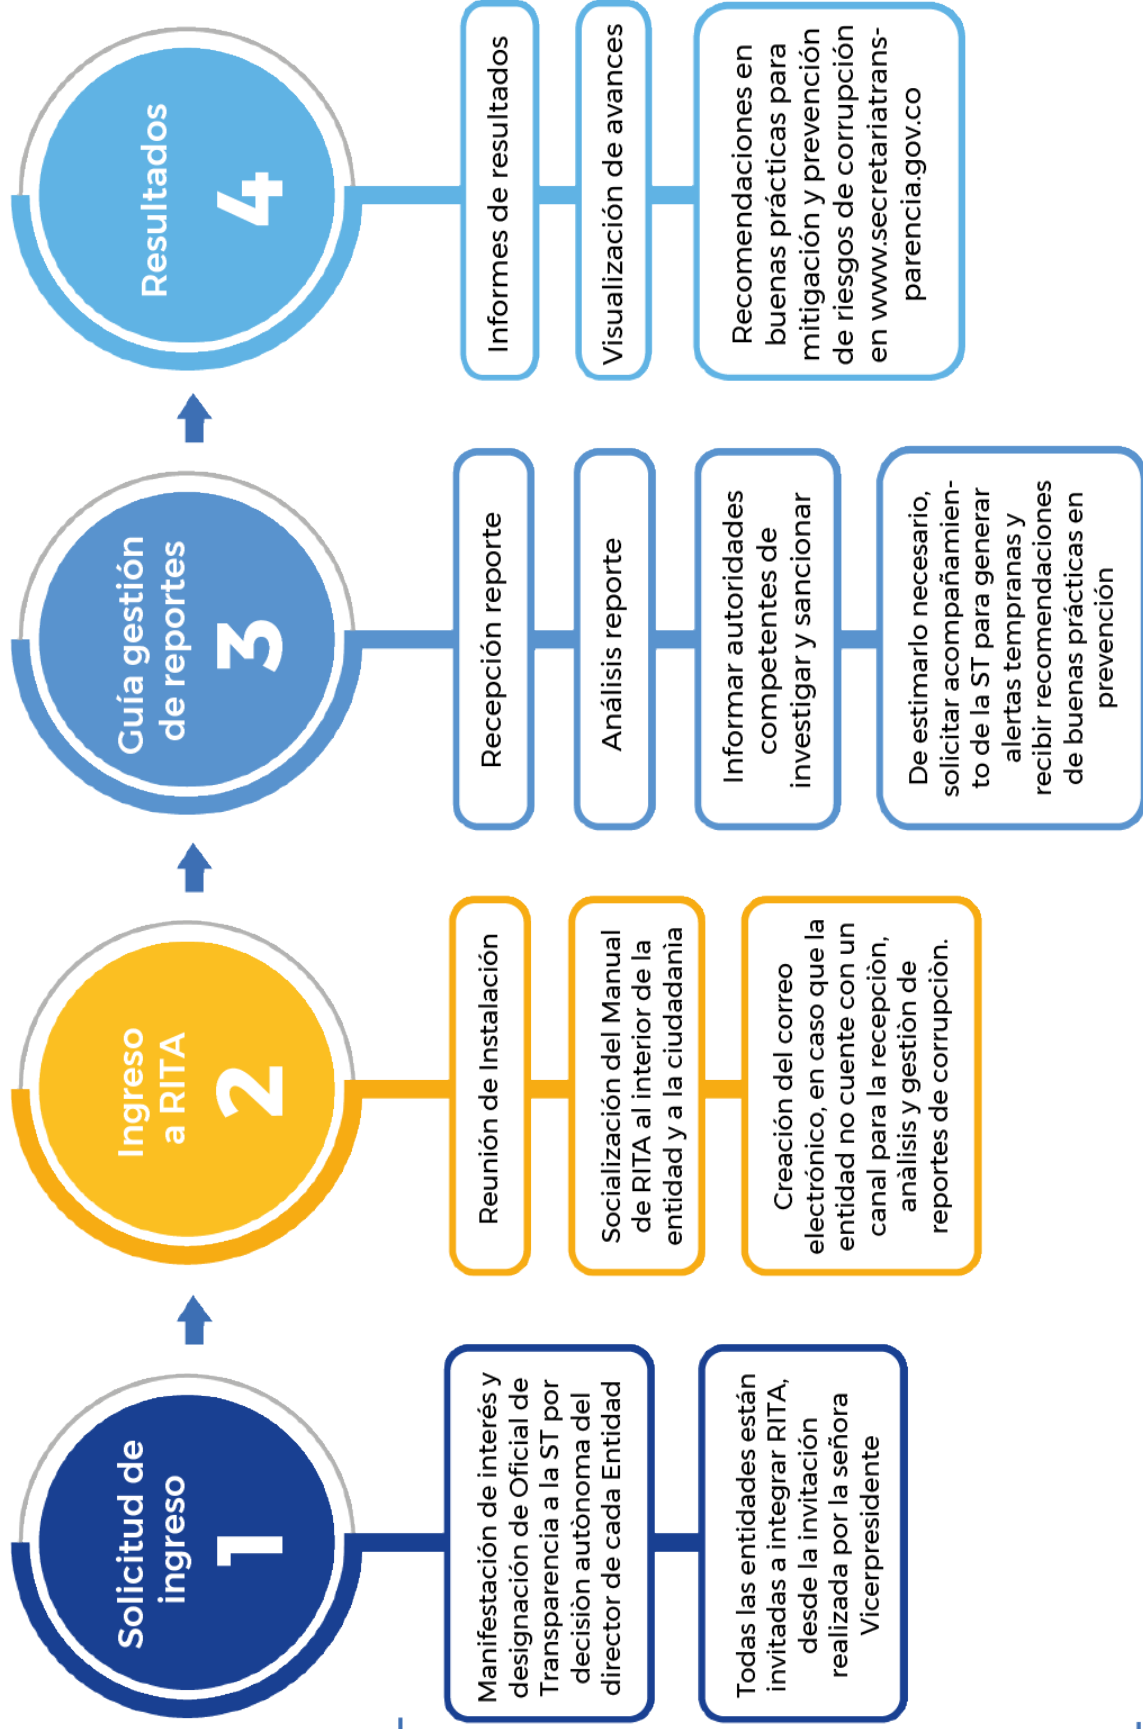 Solicitud de
ingreso
1
Manifestación de interés y
designación de Oficial de
Transparencia a la ST por
decisiòn autònoma del
director de cada Entidad
Todas las entidades están
invitadas a integrar RITA,
desde la invitación
realizada por la señora
Vicerpresidente
Ingreso
a RITA
2
Reunión de Instalación
Socialización del Manual
de RITA al interior de la
entidad y a la ciudadanìa
Creación del correo
electrónico, en caso que la
entidad no cuente con un
canal para la recepciòn,
anàlisis y gestiòn de
reportes de corrupciòn.
Guía gestión
de reportes
3
Recepción reporte
Análisis reporte
Informar autoridades
competentes de
investigar y sancionar
De estimarlo necesario,
solicitar acompañamien-
to de la ST para generar
alertas tempranas y
recibir recomendaciones
de buenas prácticas en
prevención
Resultados
4
Informes de resultados
Visualización de avances
Recomendaciones en
buenas prácticas para
mitigación y prevención
de riesgos de corrupción
en www.secretariatrans-
parencia.gov.co